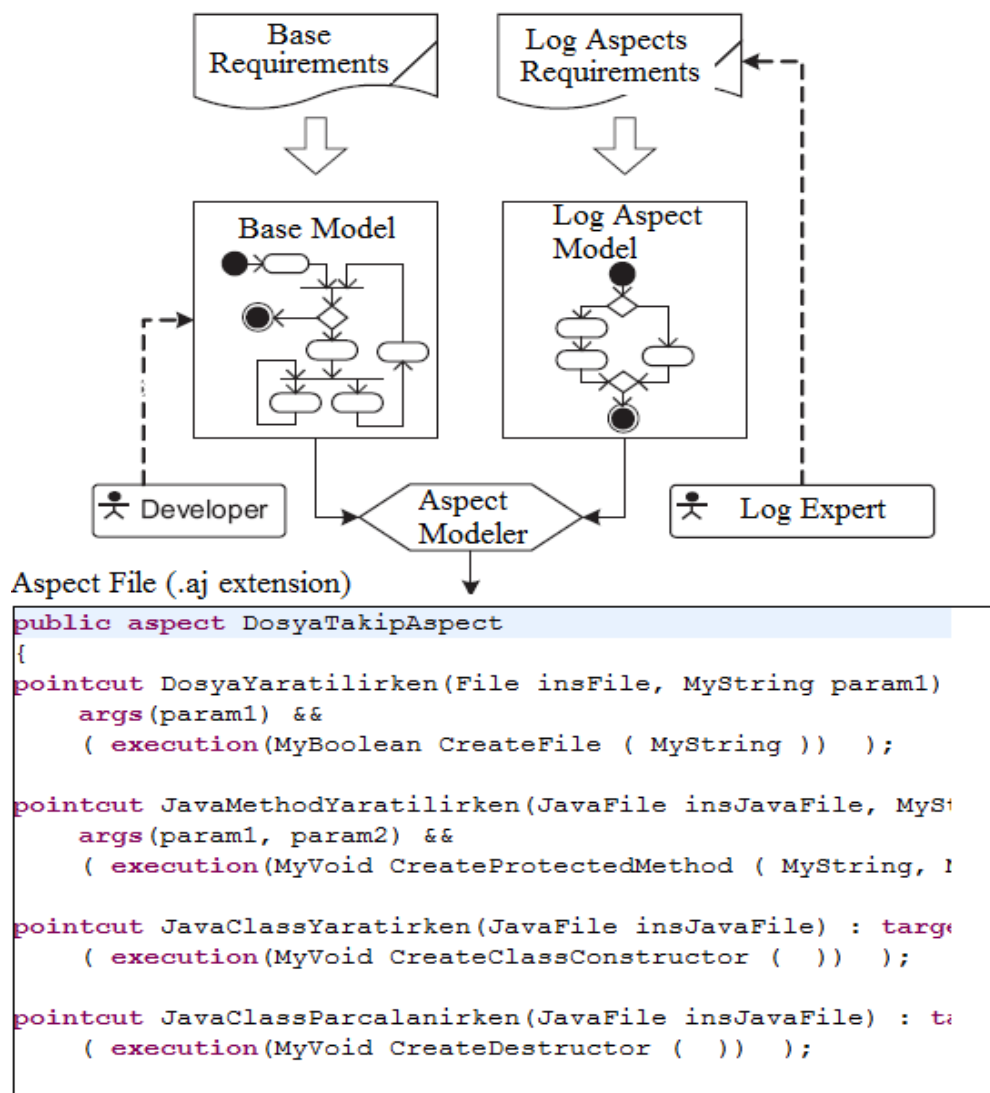 Base
Requirements
Log Aspects
Requirements
Base Model
Log Aspect
Model
Developer
Aspect
Modeler
Log Expert
Aspect File (.aj extension)
public aspect DosyaTakipAspect
{
pointcut DosyaYaratilirken(File insFile, MyString param1)
args(param1) &&
( execution(MyBoolean CreateFile ( MyString ))  );
pointcut JavaMethodYaratilirken(JavaFile insJavaFile,
args(param1, param2) &&
( execution(MyVoid CreateProtectedMethod ( MyString,
pointcut JavaClassYaratirken(JavaFile insJavaFile) :
( execution(MyVoid CreateClassConstructor (  ))  );
pointcut JavaClassParcalanirken(JavaFile insJavaFile) :
( execution(MyVoid CreateDestructor (  ))  );